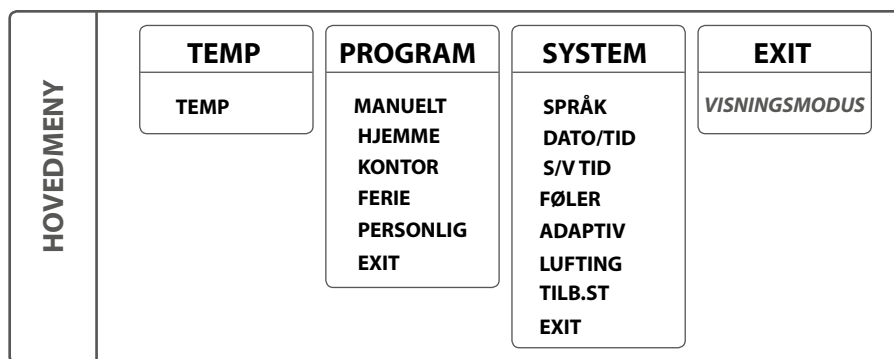 HOVEDMENY
TEMP
TEMP
PROGRAM
MANUELT
HJEMME
KONTOR
FERIE
PERSONLIG
EXIT
SYSTEM
SPRÅK
DATO/TID
S/V TID
FØLER
ADAPTIV
LUFTING
TILB.ST
EXIT
EXIT
VISNINGSMODUS